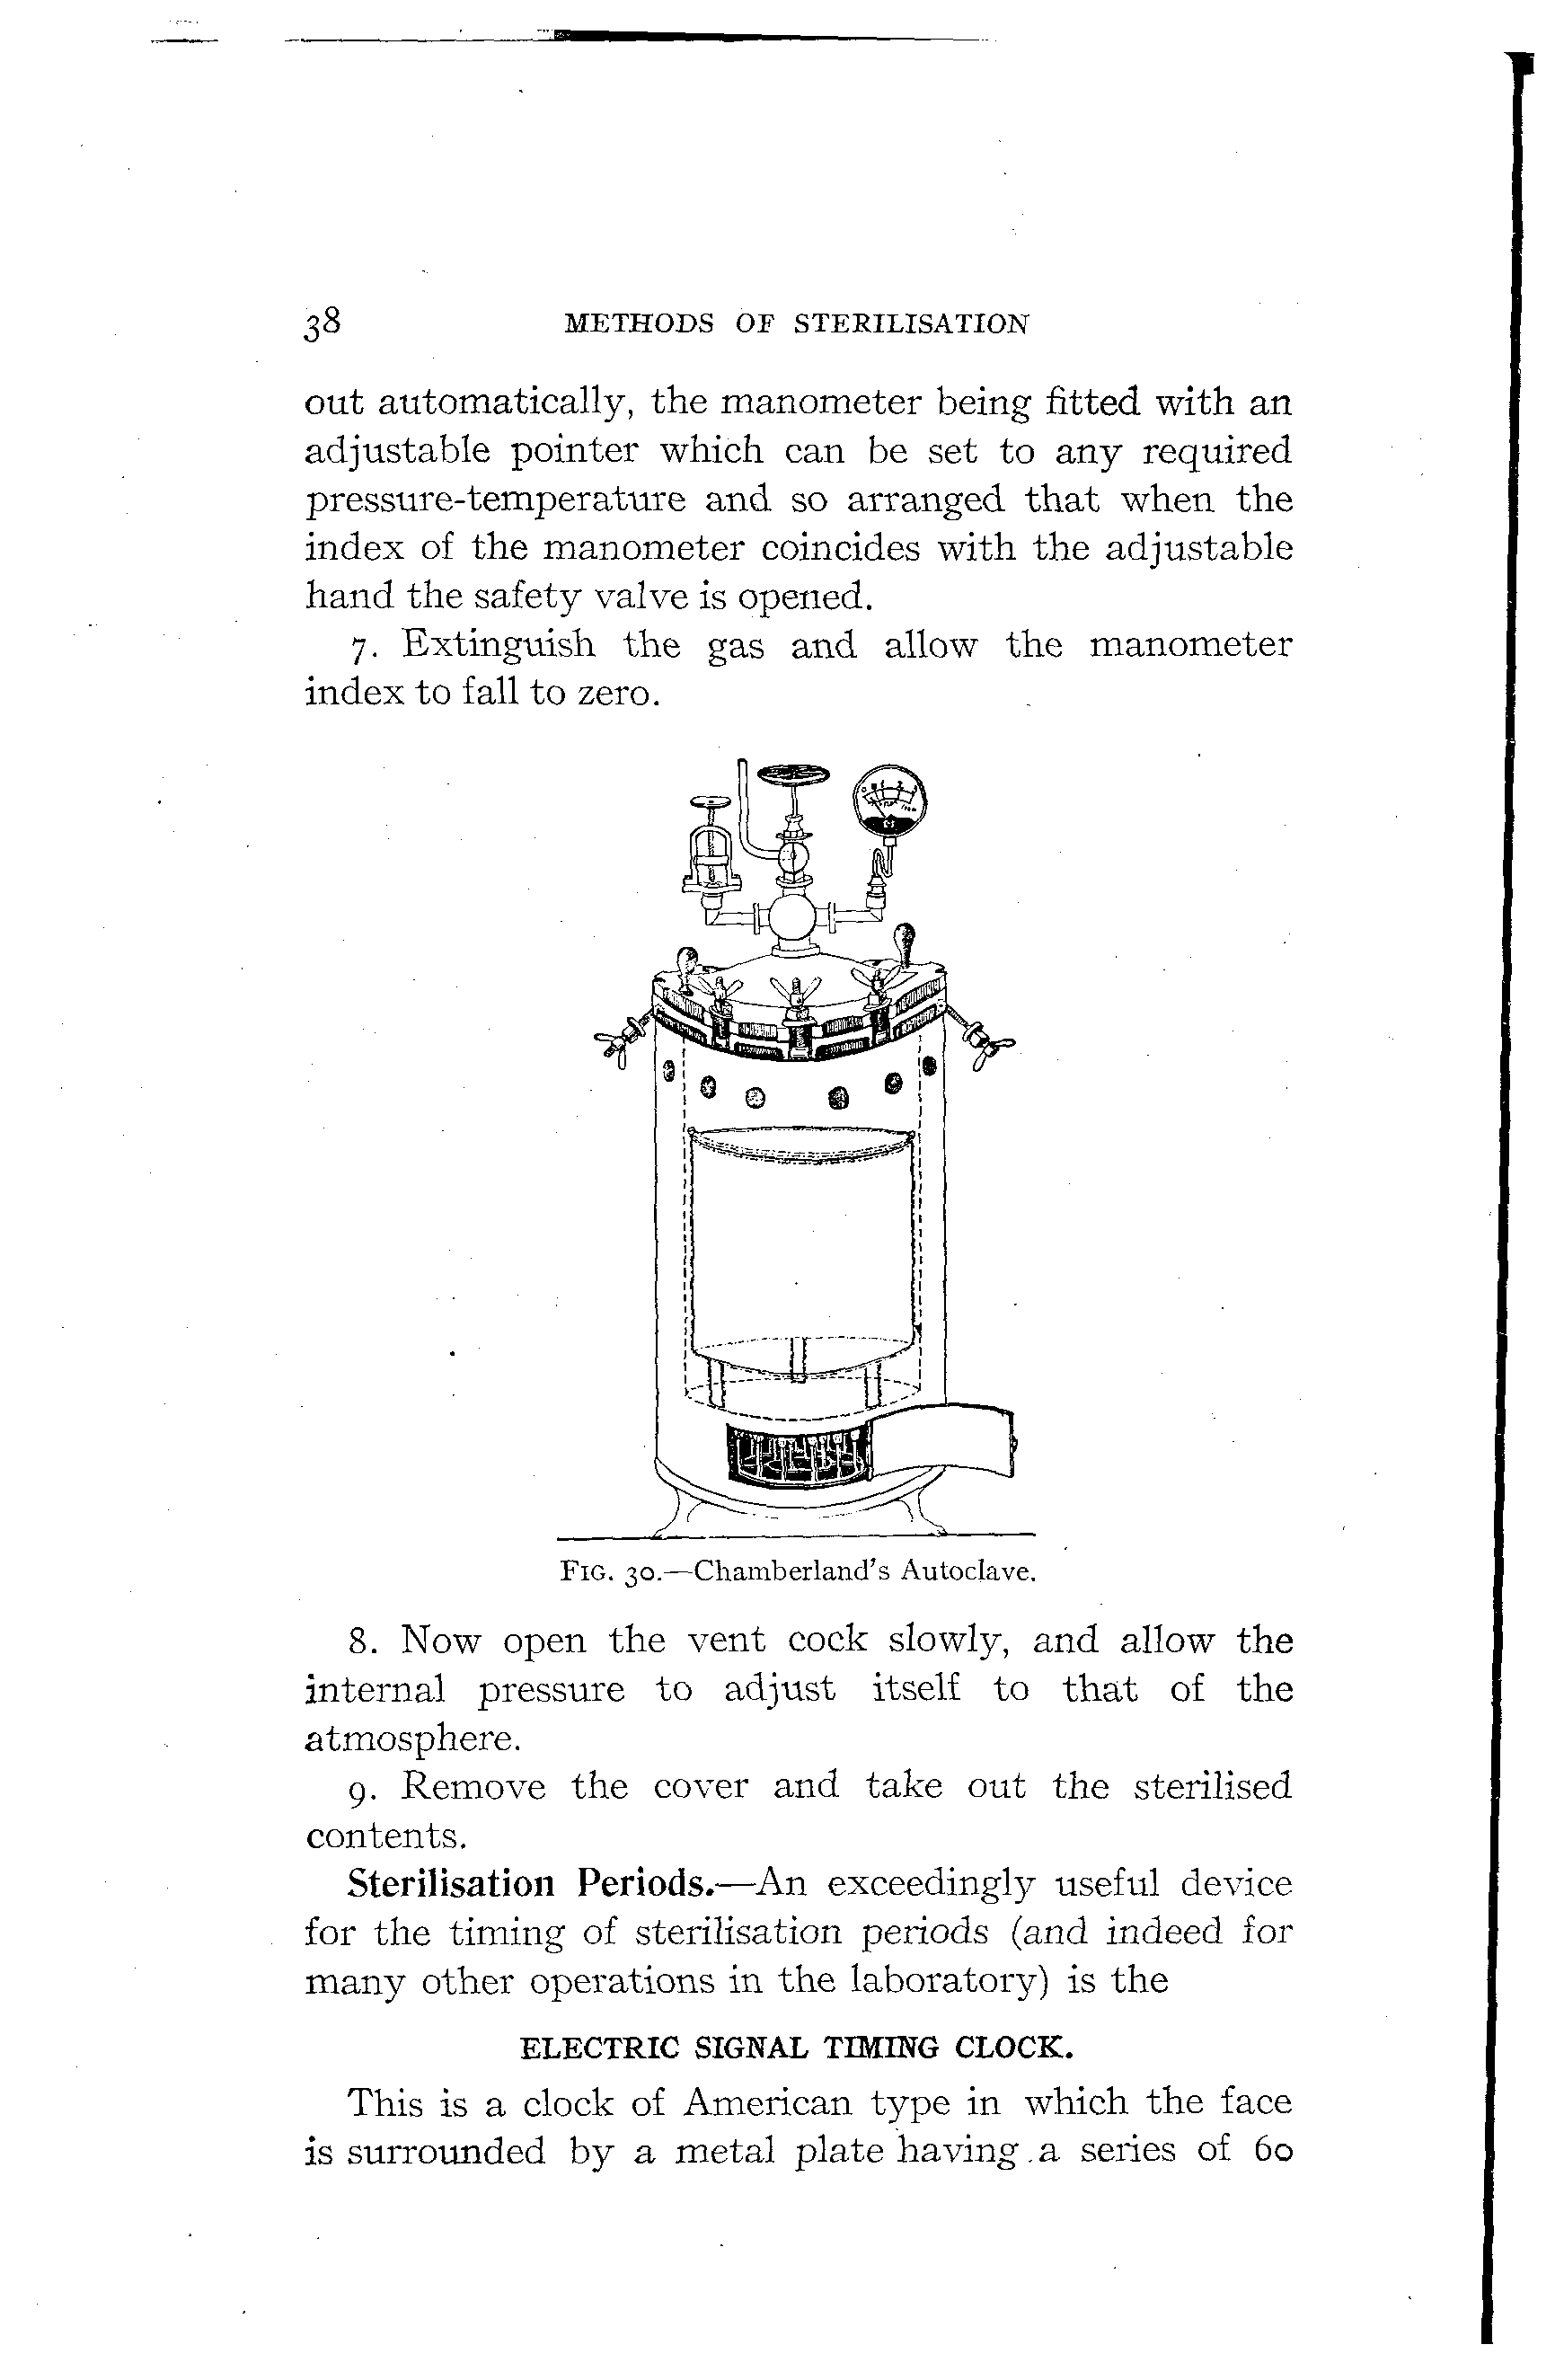 38 METHODS OF STERILISATION
out automatically, the manometer being fitted with an
adjustable pointer which can be set to any required
pressure-temperature and so arranged that when the
index of the manometer coincides with the adjustable
hand the safety valve is opened.
7. Extinguish the gas and allow the manometer
index to fall to zero.
FIG. 30.—Chamberland's Autoclave.
8. Now open the vent cock slowly, and allow the
internal pressure to adjust itself to that of the
atmosphere.
9. Remove the cover and take out the sterilised
contents.
Sterilisation Periods.—An exceedingly useful device
for the timing of sterilisation periods (and indeed for
many other operations in the laboratory) is the
ELECTRIC SIGNAL TIMING CLOCK.
This is a clock of American type in which the face
is surrounded by a metal plate having a series of 60